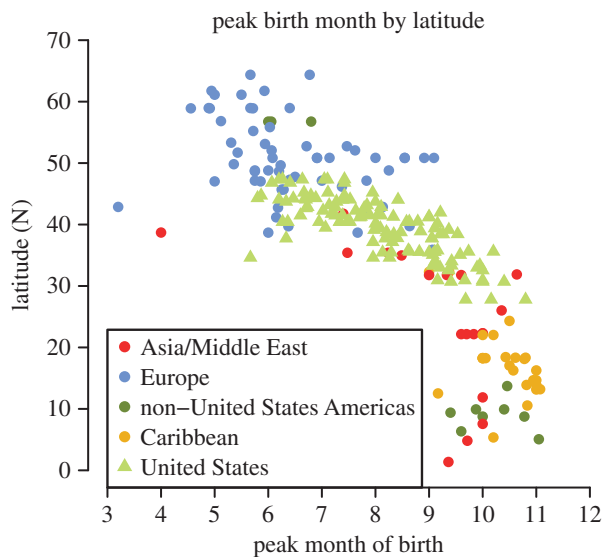 peak birth month by latitude
70
60
50
40
30
20
10
0
latitude (N)
Asia/Middle East
Europe
non−United States Americas
Caribbean
United States
3 4 5 6 7 8 9 10 11 12
peak month of birth